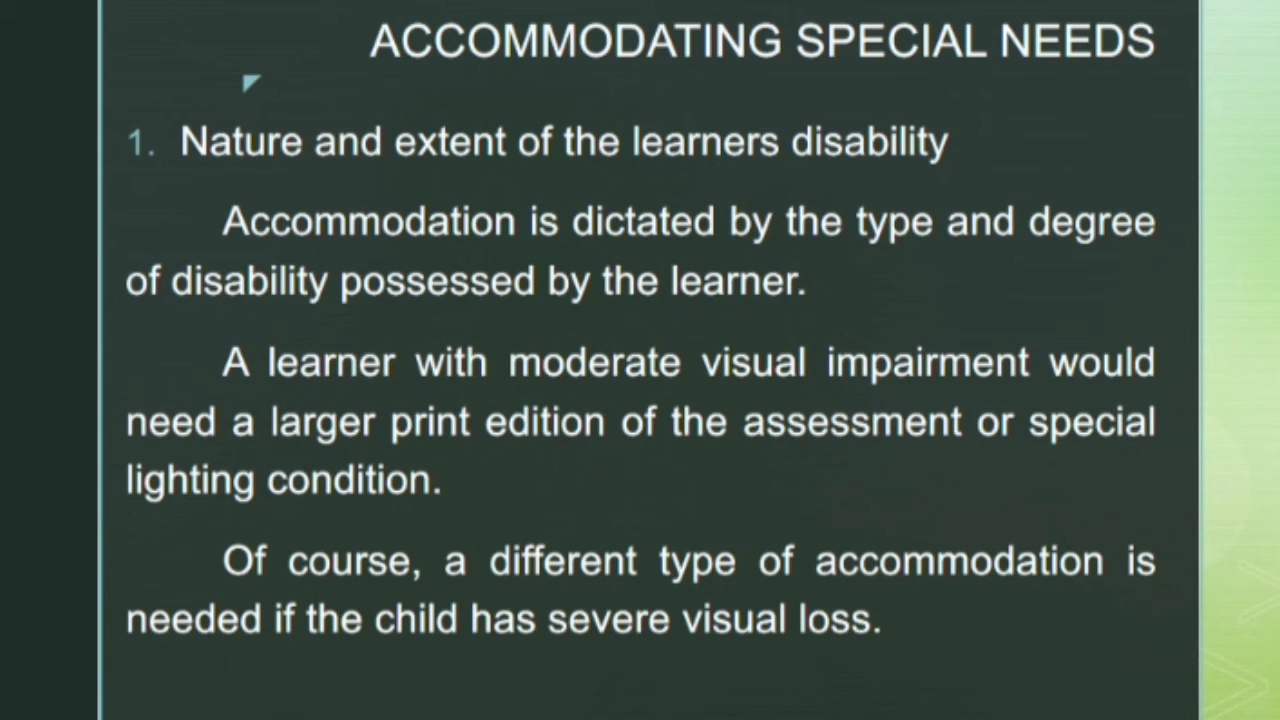 ACCOMMODATING SPECIAL NEEDS
1. Nature and extent of the learners disability
Accommodation is dictated by the type and degree
of disability possessed by the learner.
A learner with moderate visual impairment would
need a larger print edition of the assessment or special
lighting condition.
Of course, a different type of accommodation is
needed if the child has severe visual loss.